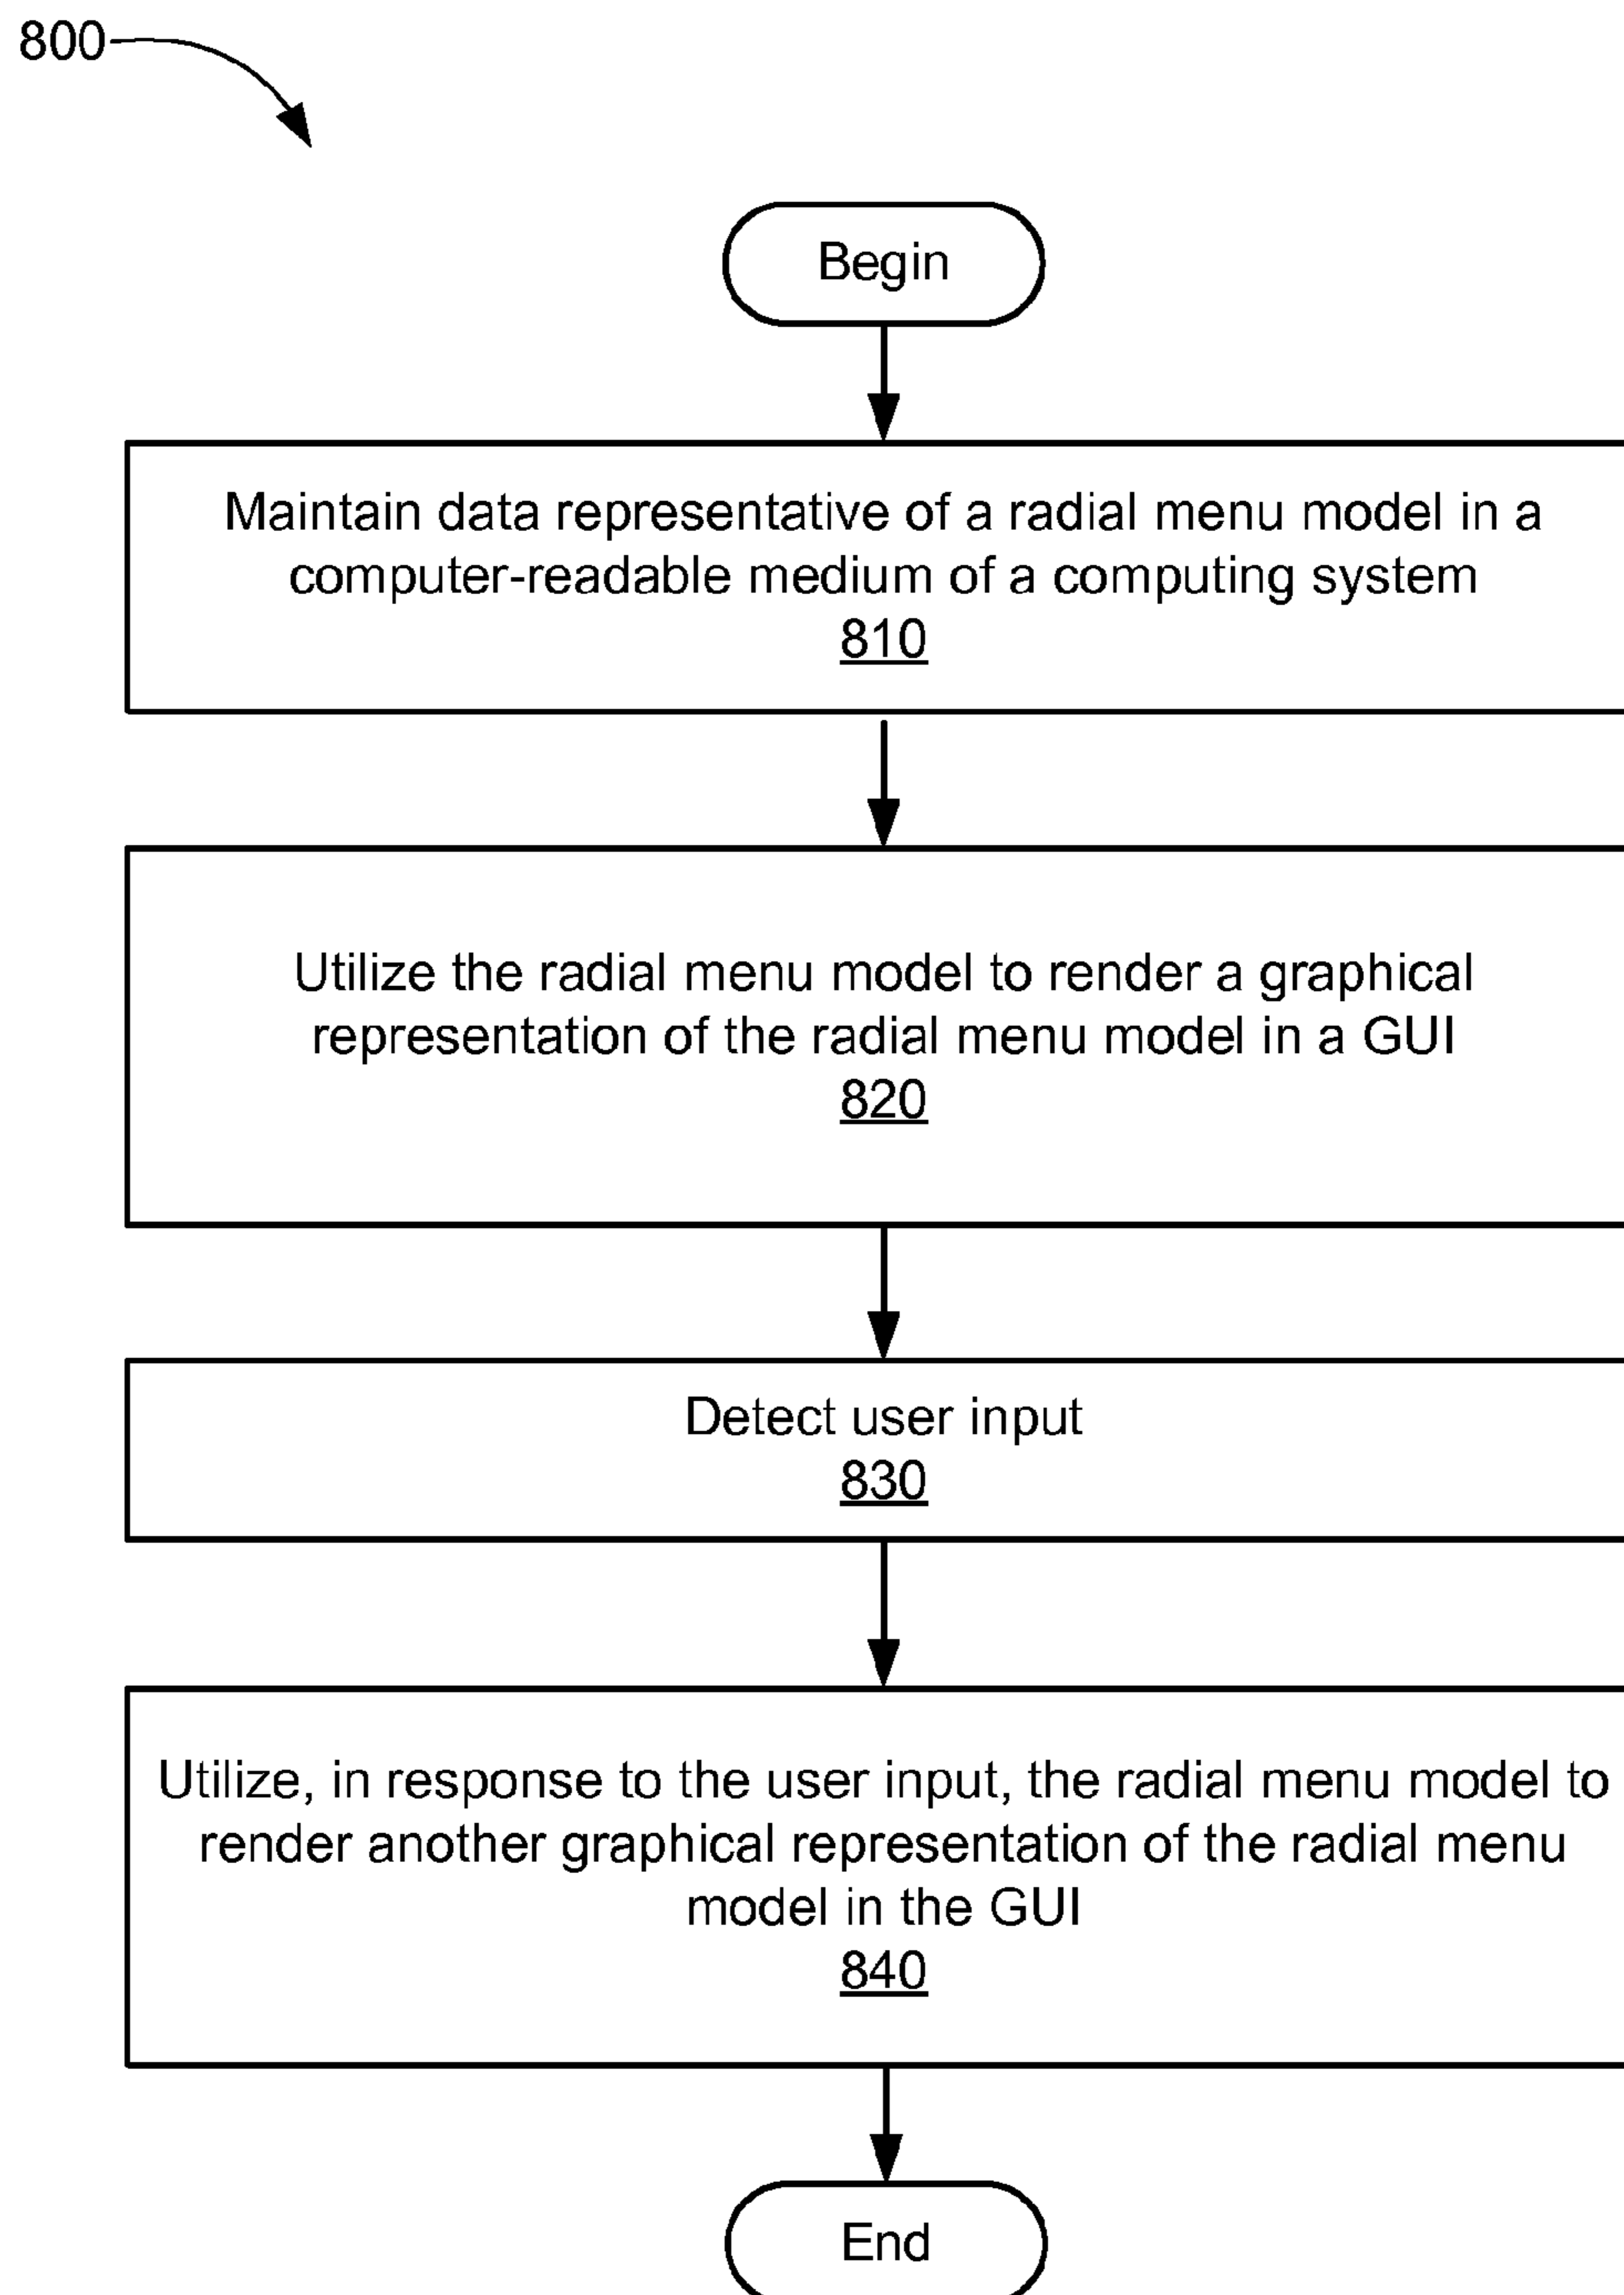 800
Begin
Maintain data representative of a radial menu model in a
computer-readable medium of a computing system
810
Utilize the radial menu model to render a graphical
representation of the radial menu model in a GUI
820
Detect user input
830
Utilize, in response to the user input, the radial menu model to
render another graphical representation of the radial menu
model in the GUI
840
End